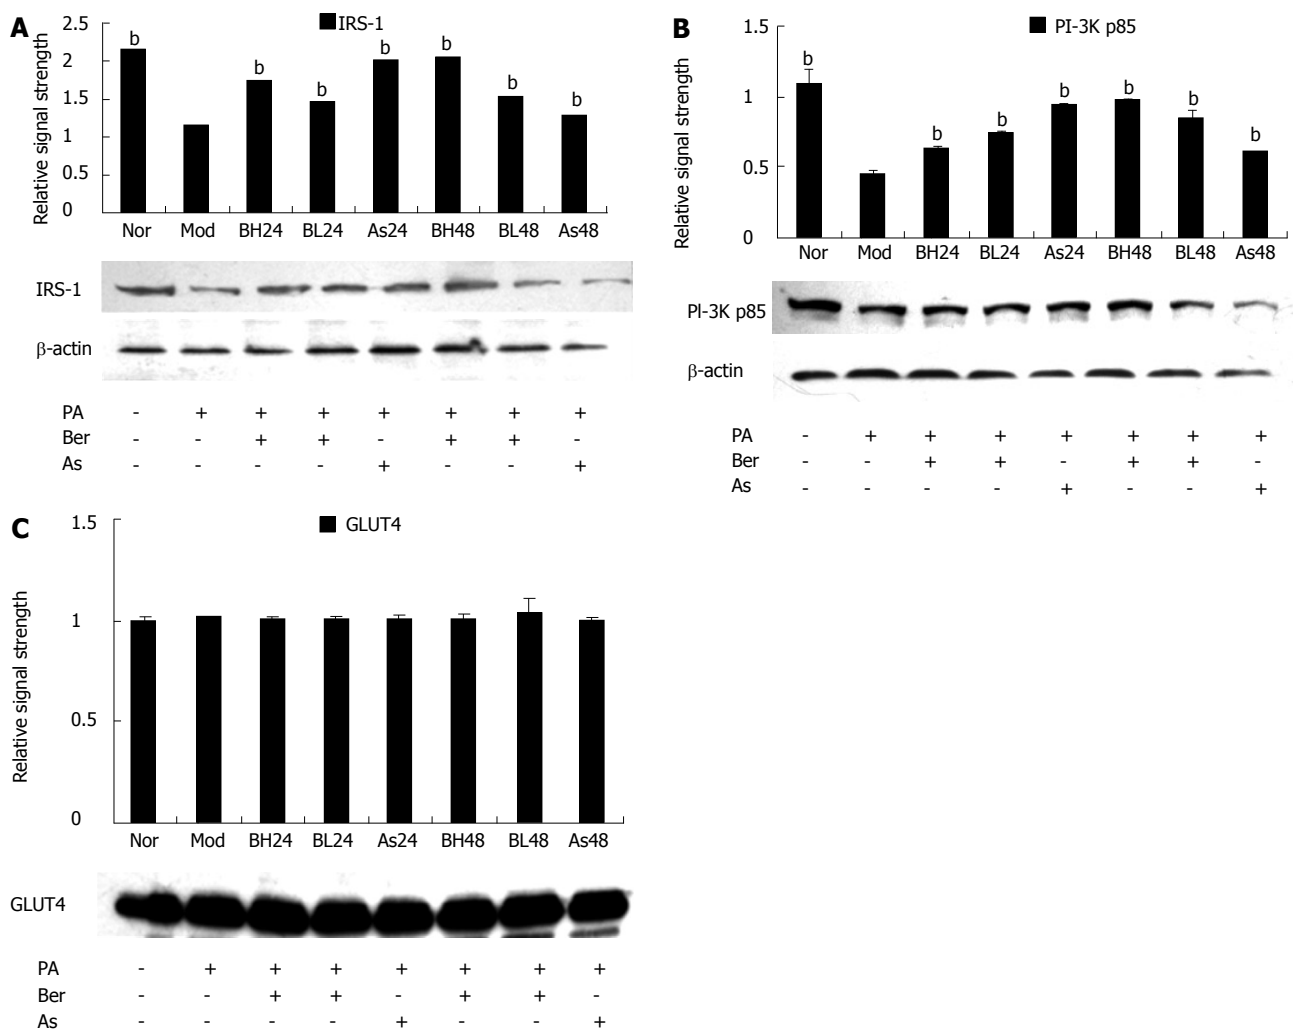 A
IRS-1
Relative signal strength
2.5
2
1.5
1
0.5
0
b b b b b b b
Nor Mod BH24 BL24 As24 BH48 BL48 As48
IRS-1
β-actin
PA - + + + + + + +
Ber - - + + - + + -
As - - - - + - - +
B
PI-3K p85
Relative signal strength
1.5
1
0.5
0
b b b b b b b
Nor Mod BH24 BL24 As24 BH48 BL48 As48
PI-3K p85
β-actin
PA - + + + + + + +
Ber - - + + - + + -
As - - - - + - - +
C
GLUT4
Relative signal strength
1.5
1
0.5
0
Nor Mod BH24 BL24 As24 BH48 BL48 As48
GLUT4
PA - + + + + + + +
Ber - - + + - + + -
As - - - - + - - +